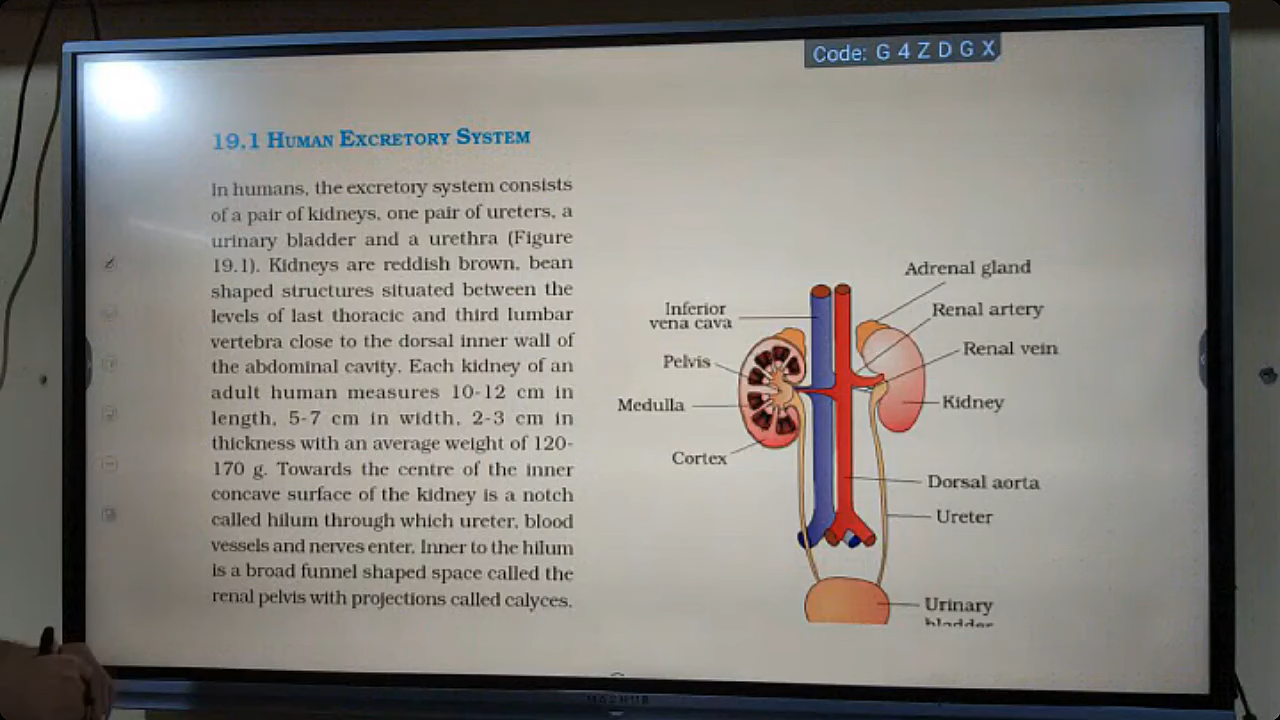 Code: G 4 Z D G X
19.1 HUMAN EXCRETORY SYSTEM
In humans, the excretory system consists
of a pair of kidneys, one pair of ureters, a
urinary bladder and a urethra (Figure
19.1). Kidneys are reddish brown, bean
shaped structures situated between the
levels of last thoracic and third lumbar
vertebra close to the dorsal inner wall of
the abdominal cavity. Each kidney of an
adult human measures 10-12 cm in
length, 5-7 cm in width, 2-3 cm in
thickness with an average weight of 120-
170 g. Towards the centre of the inner
concave surface of the kidney is a notch
called hilum through which ureter, blood
vessels and nerves enter. Inner to the hilum
is a broad funnel shaped space called the
renal pelvis with projections called calyces.
Adrenal gland
Inferior
vena cava
Renal artery
Renal vein
Pelvis
Kidney
Medulla
Cortex
Dorsal aorta
Ureter
Urinary
bladder